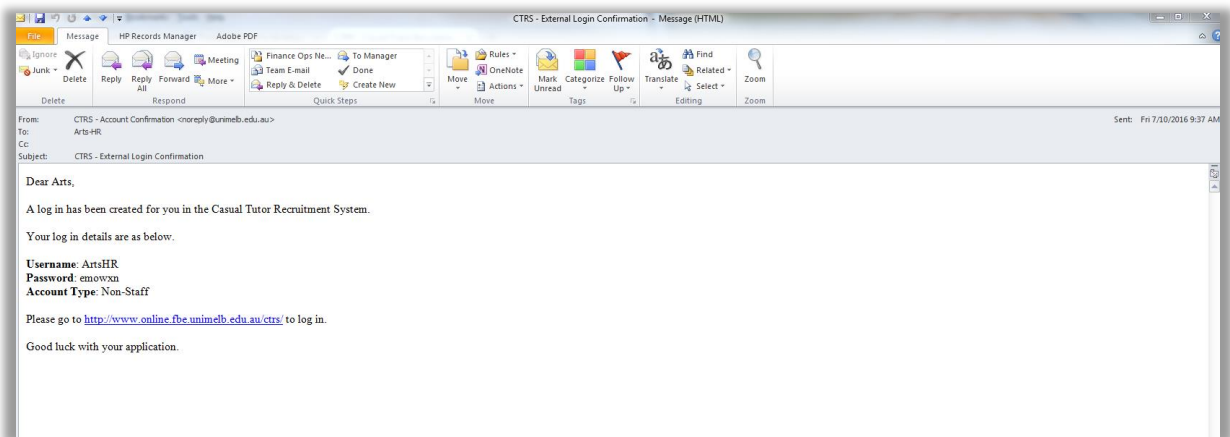 CTRS - External Login Confirmation - Message (HTML)
File Message HP Records Manager Adobe PDF
Ignore
Junk
Delete
Reply
Reply All
Forward
Meeting
More
Finance Ops Ne...
Team E-mail
Reply & Delete
To Manager
Done
Create New
Move
Rules
OneNote
Actions
Mark Unread
Categorize
Follow Up
Translate
Find
Related
Select
Zoom
Delete Respond Quick Steps Move Tags Editing Zoom
From: CTRS - Account Confirmation <noreply@unimelb.edu.au> Sent: Fri 7/10/2016 9:37 AM
To: Arts-HR
Cc:
Subject: CTRS - External Login Confirmation
Dear Arts,
A log in has been created for you in the Casual Tutor Recruitment System.
Your log in details are as below.
Username: ArtsHR
Password: emowxn
Account Type: Non-Staff
Please go to http://www.online.fbe.unimelb.edu.au/ctrs/ to log in.
Good luck with your application.